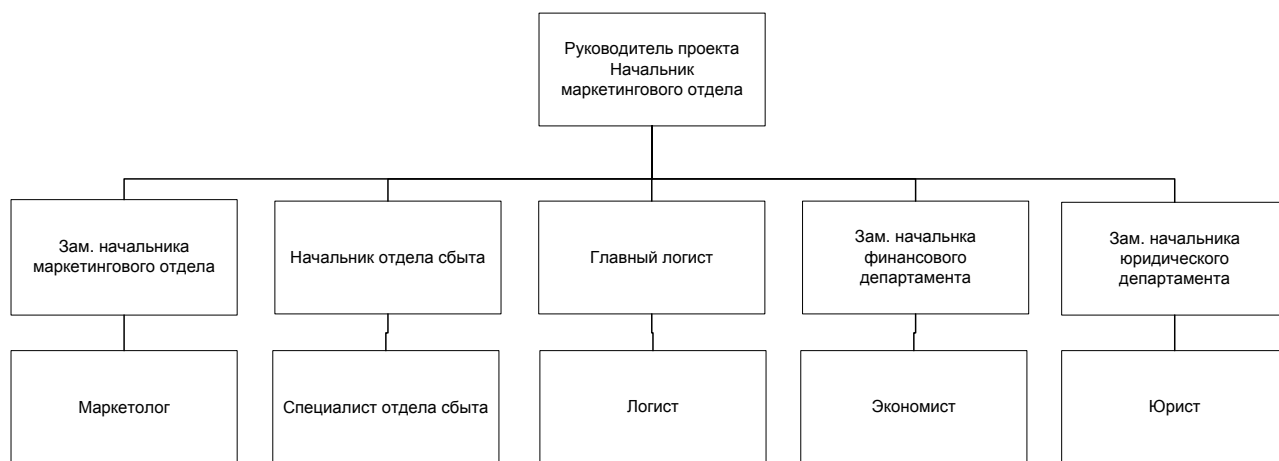 Руководитель проекта
Начальник
маркетингового отдела
Зам. начальника
маркетингового отдела
Начальник отдела сбыта
Главный логист
Зам. начальнка
финансового
департамента
Зам. начальника
юридического
департамента
Маркетолог
Специалист отдела сбыта
Логист
Экономист
Юрист